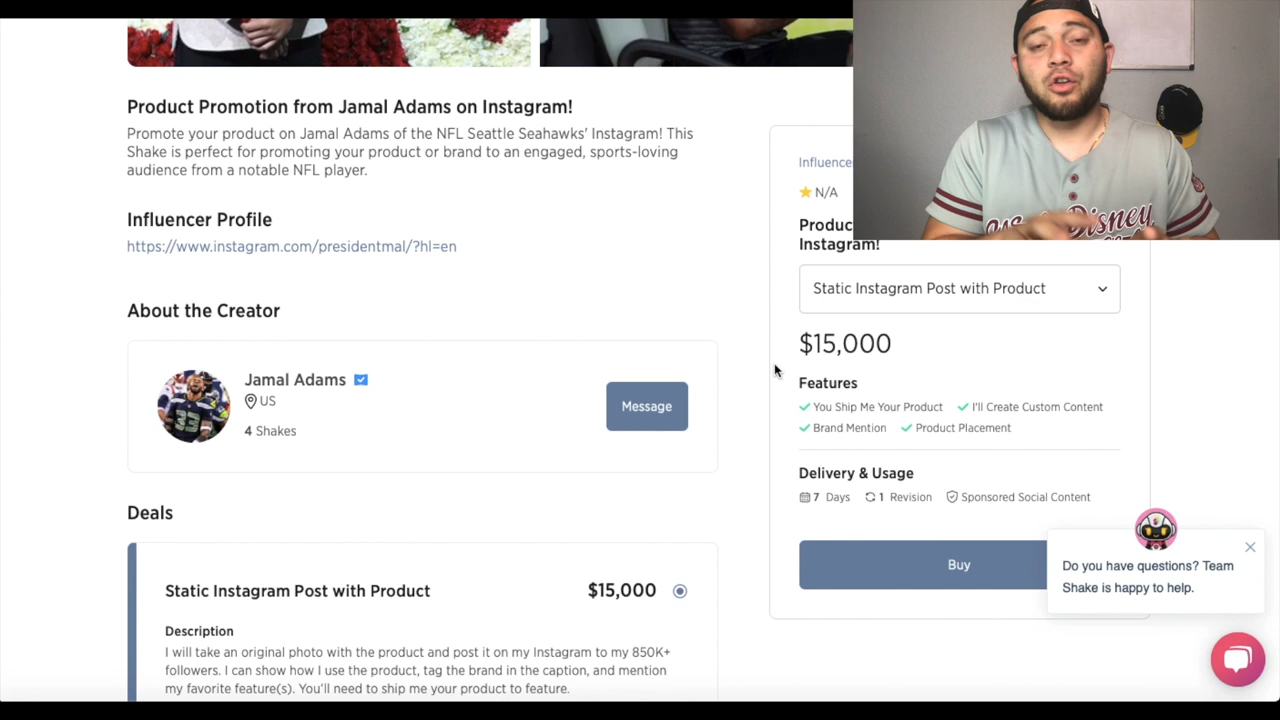 Product Promotion from Jamal Adams on Instagram!
Promote your product on Jamal Adams of the NFL Seattle Seahawks' Instagram! This
Shake is perfect for promoting your product or brand to an engaged, sports-loving
audience from a notable NFL player.
Influencer Profile
https://www.instagram.com/presidentmal/?hl=en
About the Creator
Jamal Adams
US
4 Shakes
Message
Deals
Static Instagram Post with Product $15,000
Description
I will take an original photo with the product and post it on my Instagram to my 850K+
followers. I can show how I use the product, tag the brand in the caption, and mention
my favorite feature(s). You'll need to ship me your product to feature.
Disney
Influence
N/A
Produc
Instagram!
Static Instagram Post with Product
$15,000
Features
You Ship Me Your Product I'll Create Custom Content
Brand Mention Product Placement
Delivery & Usage
7 Days 1 Revision Sponsored Social Content
Buy
Do you have questions? Team
Shake is happy to help.